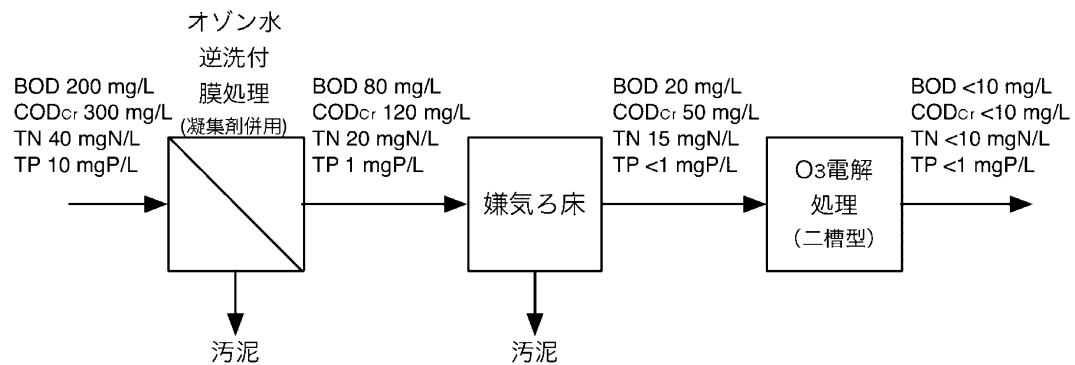 オゾン水
逆洗付
膜処理
(凝集剤併用)
BOD 200 mg/L
CODCr 300 mg/L
TN 40 mgN/L
TP 10 mgP/L
汚泥
BOD 80 mg/L
CODCr 120 mg/L
TN 20 mgN/L
TP 1 mgP/L
嫌気ろ床
汚泥
BOD 20 mg/L
CODCr 50 mg/L
TN 15 mgN/L
TP <1 mgP/L
O3電解
処理
(二槽型)
BOD <10 mg/L
CODCr <10 mg/L
TN <10 mgN/L
TP <1 mgP/L